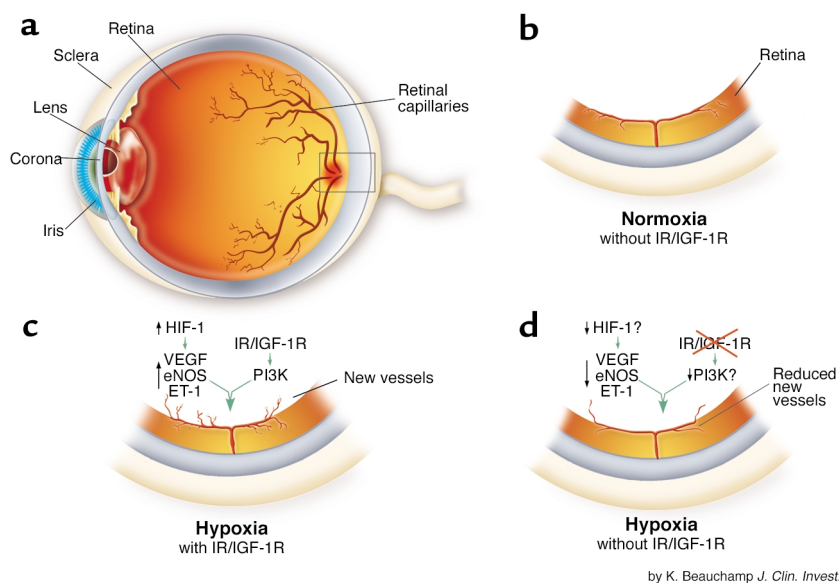 a
Retina
Sclera
Lens
Corona
Iris
Retinal
capillaries
b
Retina
Normoxia
without IR/IGF-1R
c
HIF-1
VEGF
eNOS
ET-1
IR/IGF-1R
PI3K
New vessels
Hypoxia
with IR/IGF-1R
d
HIF-1?
VEGF
eNOS
ET-1
IR/IGF-1R
PI3K?
Reduced
new
vessels
Hypoxia
without IR/IGF-1R
by K. Beauchamp J. Clin. Invest